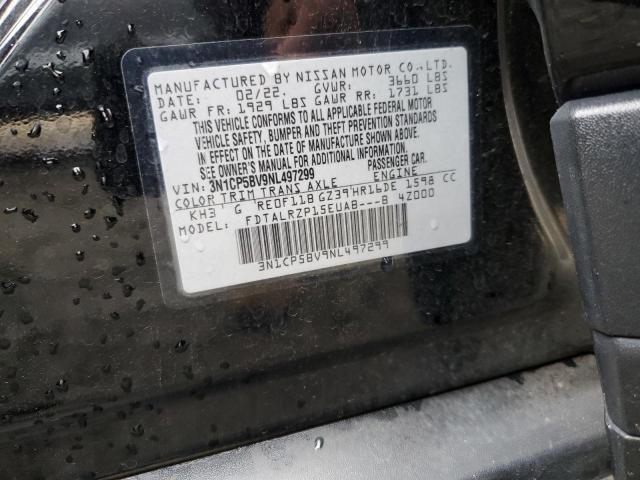 MANUFACTURED BY NISSAN MOTOR CO.,LTD.
DATE: 02/22. GVWR: 3660 LBS
GAWR FR: 1929 LBS GAWR RR: 1731 LBS
THIS VEHICLE CONFORMS TO ALL APPLICABLE FEDERAL MOTOR
VEHICLE SAFETY, BUMPER AND THEFT PREVENTION STANDARDS
IN EFFECT ON THE DATE OF MANUFACTURE SHOWN ABOVE.
SEE OWNER'S MANUAL FOR ADDITIONAL INFORMATION.
VIN: 3N1CP5BV9NL497299 PASSENGER CAR
COLOR TRIM TRANS AXLE ENGINE
KH3 G RE0F11B GZ39 HR16DE 1598 CC
MODEL: FDTALRZP15EUAB---B 4Z000
3N1CP5BV9NL497299